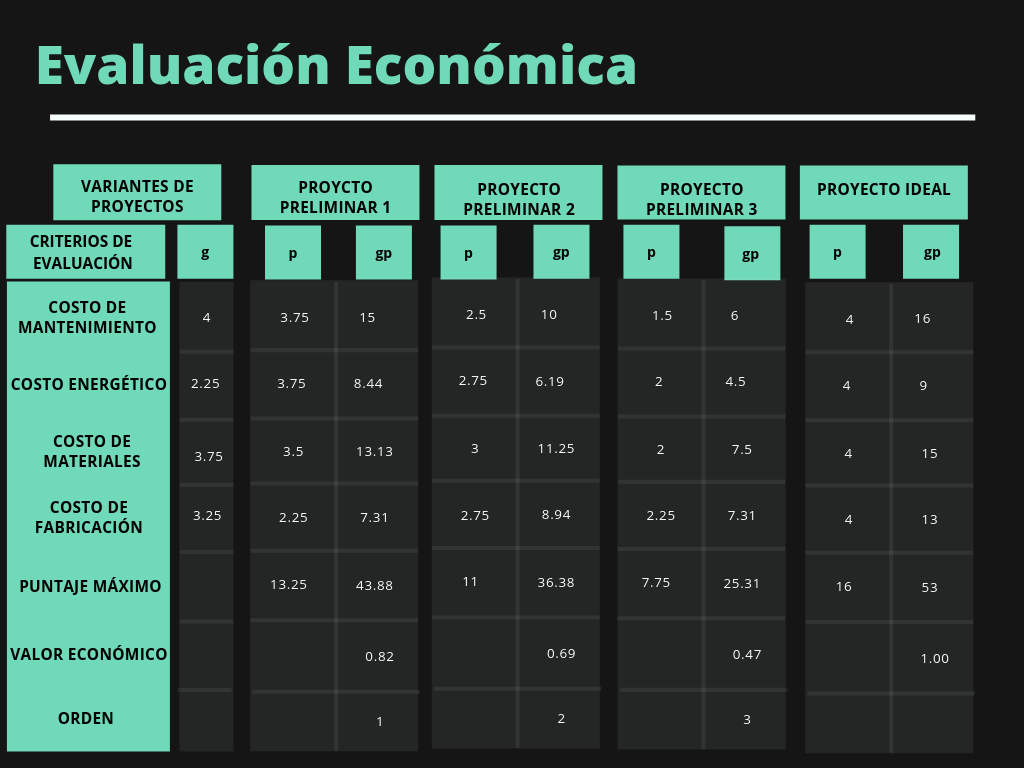 Evaluación Económica
VARIANTES DE
PROYECTOS
PROYCTO
PRELIMINAR 1
PROYECTO
PRELIMINAR 2
PROYECTO
PRELIMINAR 3
PROYECTO IDEAL
CRITERIOS DE
EVALUACIÓN
g p gp p gp p gp p gp
COSTO DE
MANTENIMIENTO
4 3.75 15 2.5 10 1.5 6 4 16
COSTO ENERGÉTICO 2.25 3.75 8.44 2.75 6.19 2 4.5 4 9
COSTO DE
MATERIALES
3.75 3.5 13.13 3 11.25 2 7.5 4 15
COSTO DE
FABRICACIÓN
3.25 2.25 7.31 2.75 8.94 2.25 7.31 4 13
PUNTAJE MÁXIMO 13.25 43.88 11 36.38 7.75 25.31 16 53
VALOR ECONÓMICO 0.82 0.69 0.47 1.00
ORDEN 1 2 3